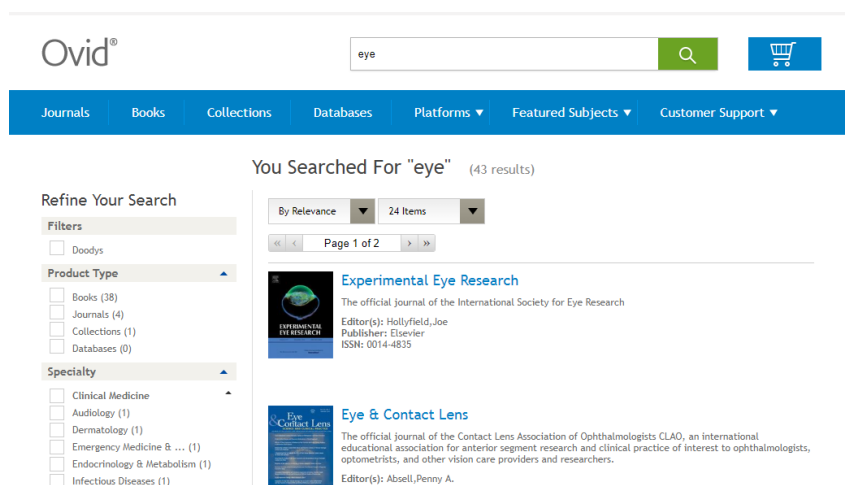 Ovid®
eye
Journals Books Collections Databases Platforms ▼ Featured Subjects ▼ Customer Support ▼
You Searched For "eye" (43 results)
Refine Your Search
Filters
Doodys
Product Type
Books (38)
Journals (4)
Collections (1)
Databases (0)
Specialty
Clinical Medicine
Audiology (1)
Dermatology (1)
Emergency Medicine & ... (1)
Endocrinology & Metabolism (1)
Infectious Diseases (1)
By Relevance 24 Items
« ‹ Page 1 of 2 › »
EXPERIMENTAL
EYE RESEARCH
Experimental Eye Research
The official journal of the International Society for Eye Research
Editor(s): Hollyfield,Joe
Publisher: Elsevier
ISSN: 0014-4835
Eye
&Contact Lens
Eye & Contact Lens
The official journal of the Contact Lens Association of Ophthalmologists CLAO, an international
educational association for anterior segment research and clinical practice of interest to ophthalmologists,
optometrists, and other vision care providers and researchers.
Editor(s): Absell,Penny A.